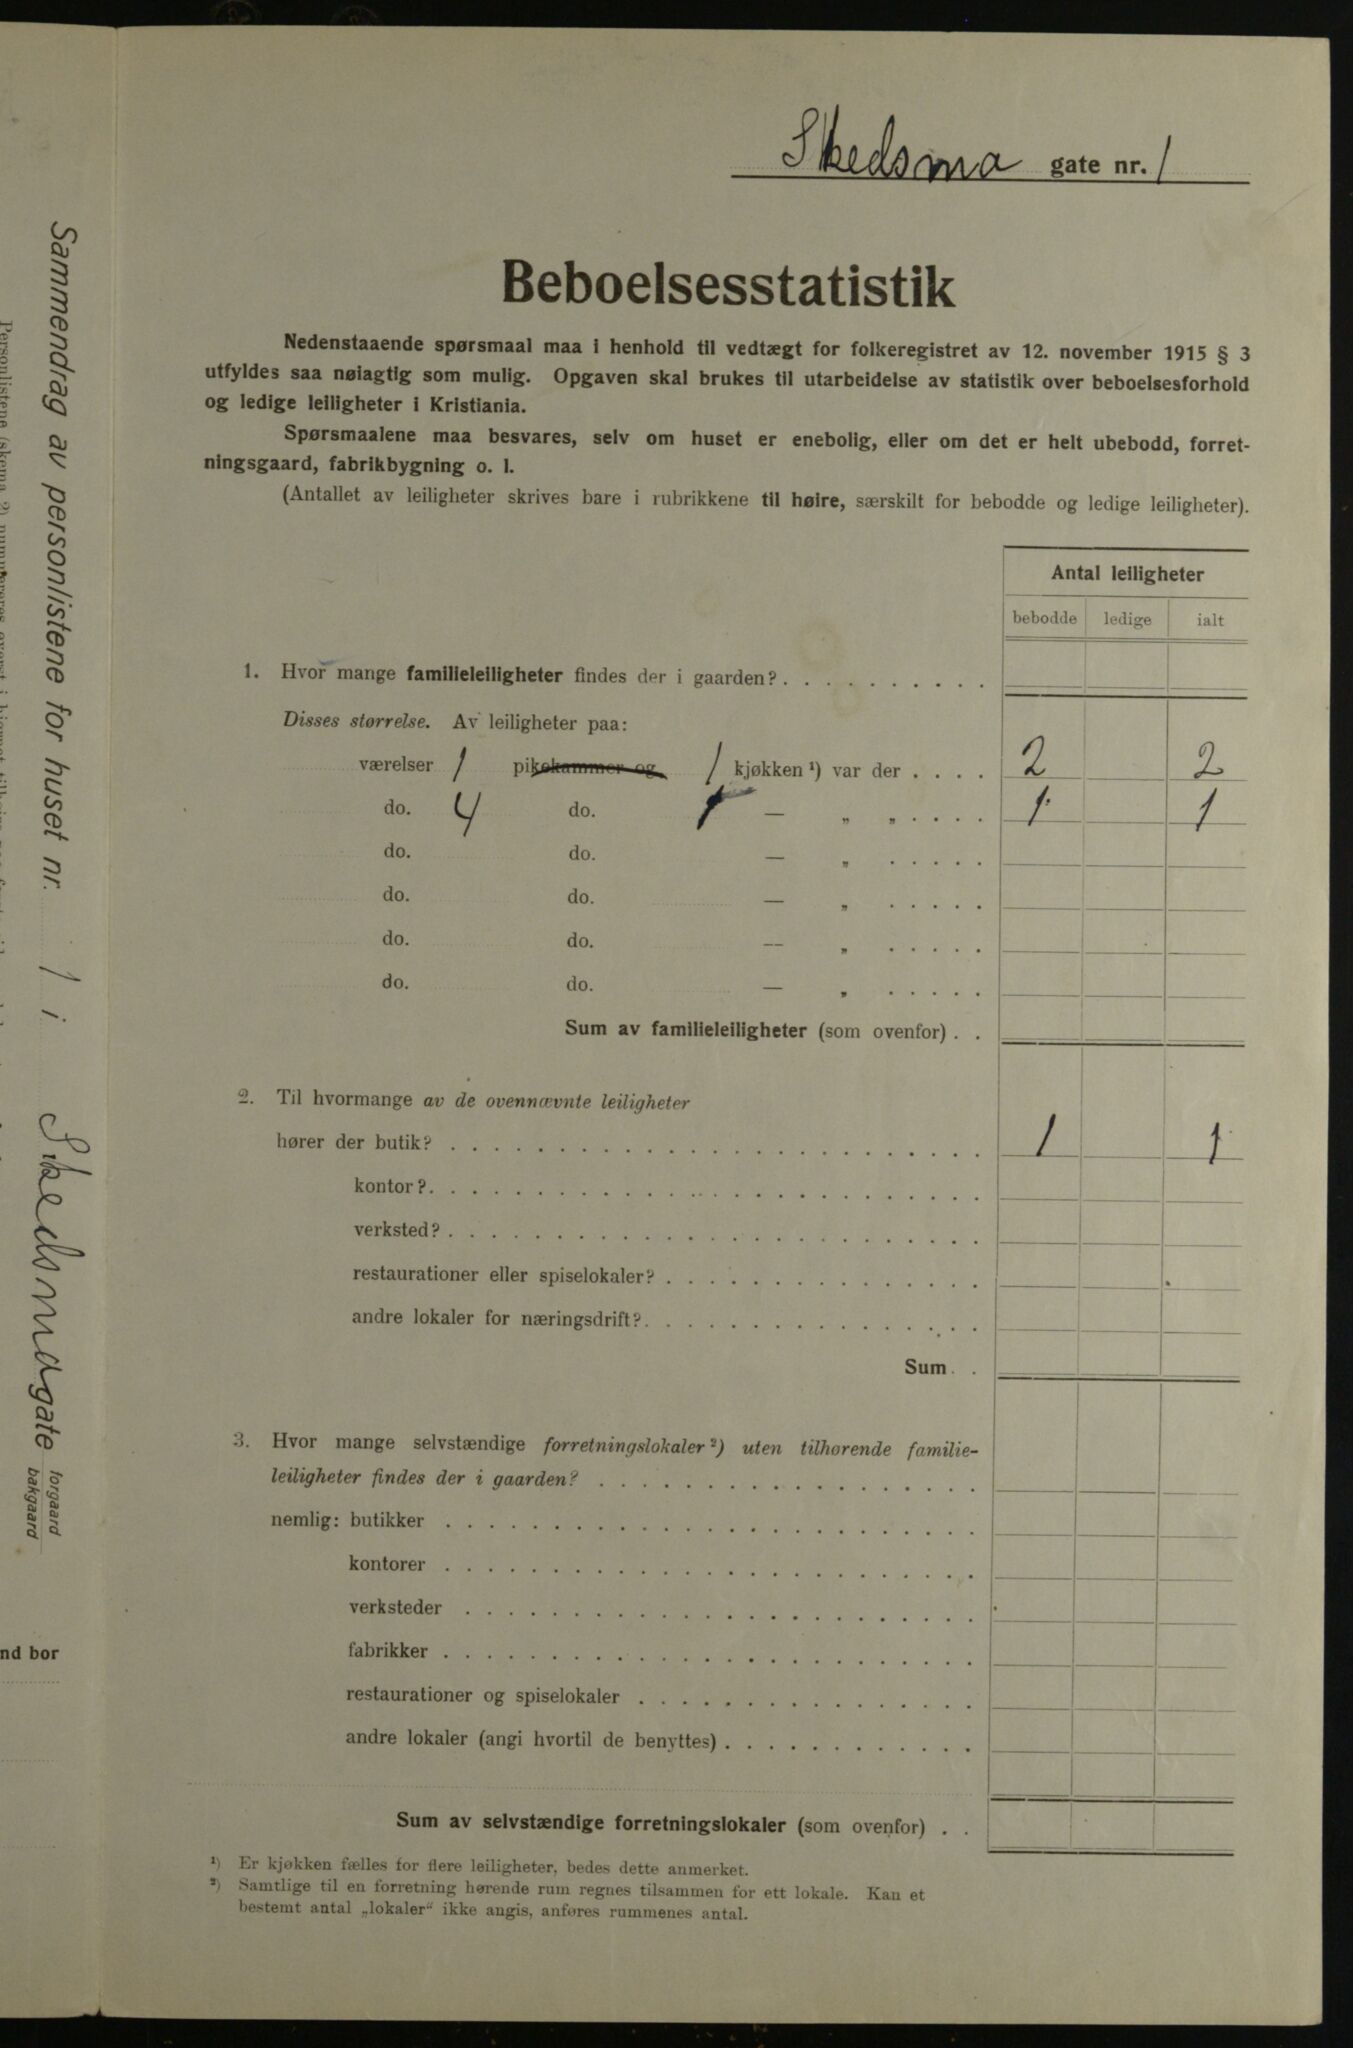 Skedsma gate nr. 1
Beboelsesstatistik
Nedenstaaende spørsmaal maa i henhold til vedtægt for folkeregistret av 12. november 1915 § 3
utfyldes saa nøiagtig som mulig. Opgaven skal brukes til utarbeidelse av statistik over beboelsesforhold
og ledige leiligheter i Kristiania.
Spørsmaalene maa besvares, selv om huset er enebolig, eller om det er helt ubebodd, forret-
ningsgaard, fabrikbygning o. l.
(Antallet av leiligheter skrives bare i rubrikkene til høire, særskilt for bebodde og ledige leiligheter).
Antal leiligheter
bebodde ledige ialt
1. Hvor mange familieleiligheter findes der i gaarden? . . . . . . . . . .
Disses størrelse. Av leiligheter paa:
værelser 1 pikekammer og 1 kjøkken ¹) var der . . . . 2 2
do. 4 do. 1 — „ „ . . . . 1 1
do. do. — „ . . . . .
do. do. — „ . . . . .
do. do. — „ . . . . .
do. do. — „ . . . . .
Sum av familieleiligheter (som ovenfor) . .
2. Til hvormange av de ovennævnte leiligheter
hører der butik? . . . . . . . . . . 1 1
kontor? . . . . . . . . . .
verksted? . . . . . . . . . .
restaurationer eller spiselokaler? . . . . . . . . . .
andre lokaler for næringsdrift? . . . . . . . . . .
Sum . .
3. Hvor mange selvstændige forretningslokaler ²) uten tilhørende familie-
leiligheter findes der i gaarden? . . . . . . . . . .
nemlig: butikker . . . . . . . . . .
kontorer . . . . . . . . . .
verksteder . . . . . . . . . .
fabrikker . . . . . . . . . .
restaurationer og spiselokaler . . . . . . . . . .
andre lokaler (angi hvortil de benyttes) . . . . . . . . . .
Sum av selvstændige forretningslokaler (som ovenfor) . .
¹) Er kjøkken fælles for flere leiligheter, bedes dette anmerket.
²) Samtlige til en forretning hørende rum regnes tilsammen for ett lokale. Kan et
bestemt antal „lokaler“ ikke angis, anføres rummenes antal.
Sammendrag av personlistene for huset nr. 1 i Skedsmagate forgaard
bakgaard
nd bor